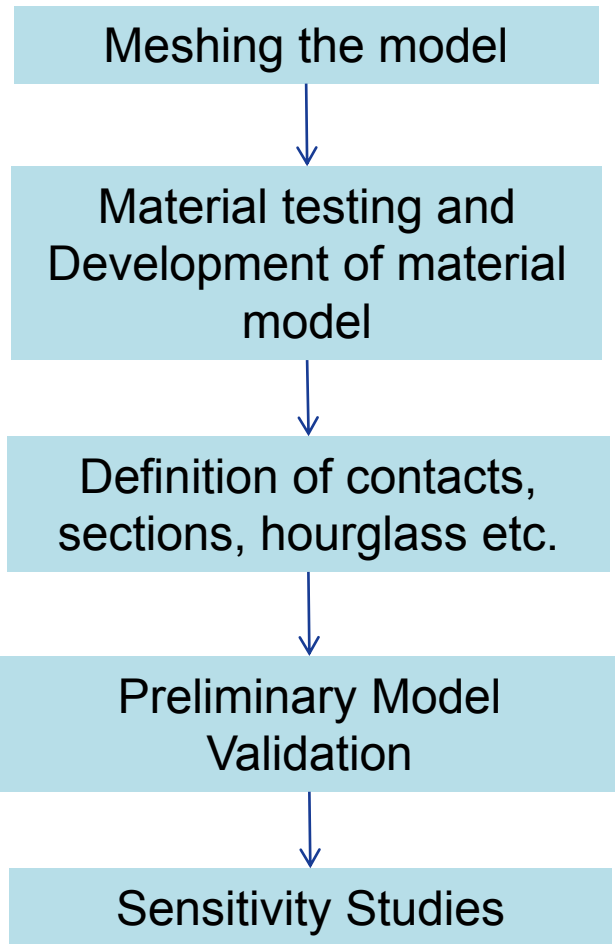 Meshing the model
Material testing and
Development of material
model
Definition of contacts,
sections, hourglass etc.
Preliminary Model
Validation
Sensitivity Studies